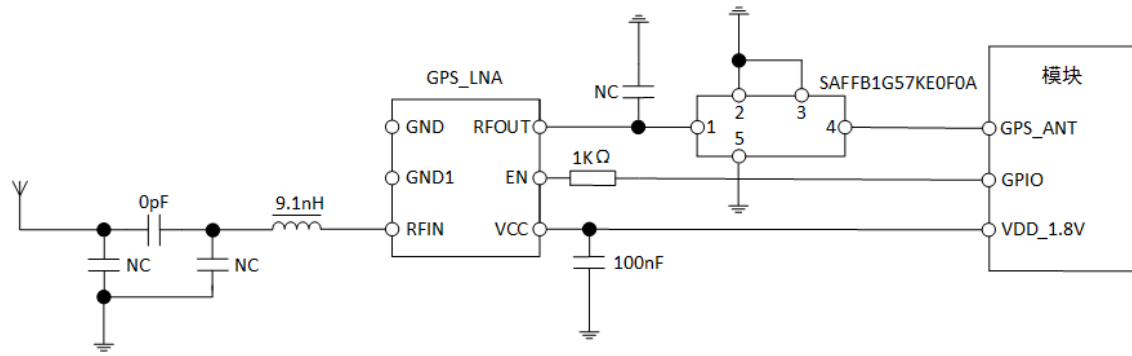 GPS_LNA
NC
SAFFB1G57KE0F0A
模块
GND
RFOUT
1
2
3
4
5
GPS_ANT
GND1
EN
1KΩ
GPIO
0pF
9.1nH
RFIN
VCC
VDD_1.8V
NC
NC
100nF